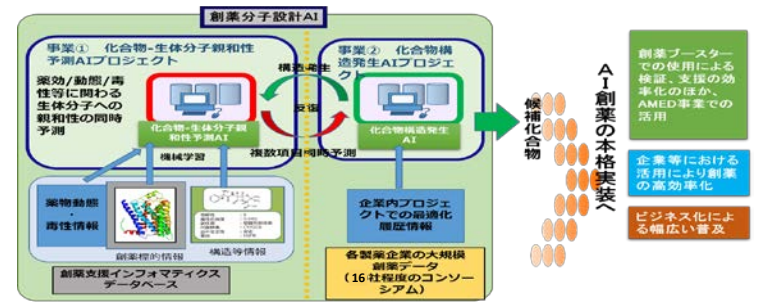 創薬分子設計AI
事業① 化合物-生体分子親和性
予測AIプロジェクト
薬効/動態/毒
性等に関わる
生体分子への
親和性の同時
予測
化合物-生体分子親
和性予測AI
機械学習
構造発生
反復
複数項目同時予測
事業② 化合物構
造発生AIプロジェ
クト
化合物構造発生
AI
薬物動態
・
毒性情報
創薬標的情報
構造等情報
創薬支援インフォマティクス
データベース
企業内プロ
ジェクトでの最適化
履歴情報
各製薬企業の大規模
創薬データ
(16社程度のコンソー
シアム)
候補化合物
AI創薬の本格実装へ
創薬ブースター
での使用による
検証、支援の効
率化のほか、
AMED事業での
活用
企業等における
活用により創薬
の高効率化
ビジネス化によ
る幅広い普及